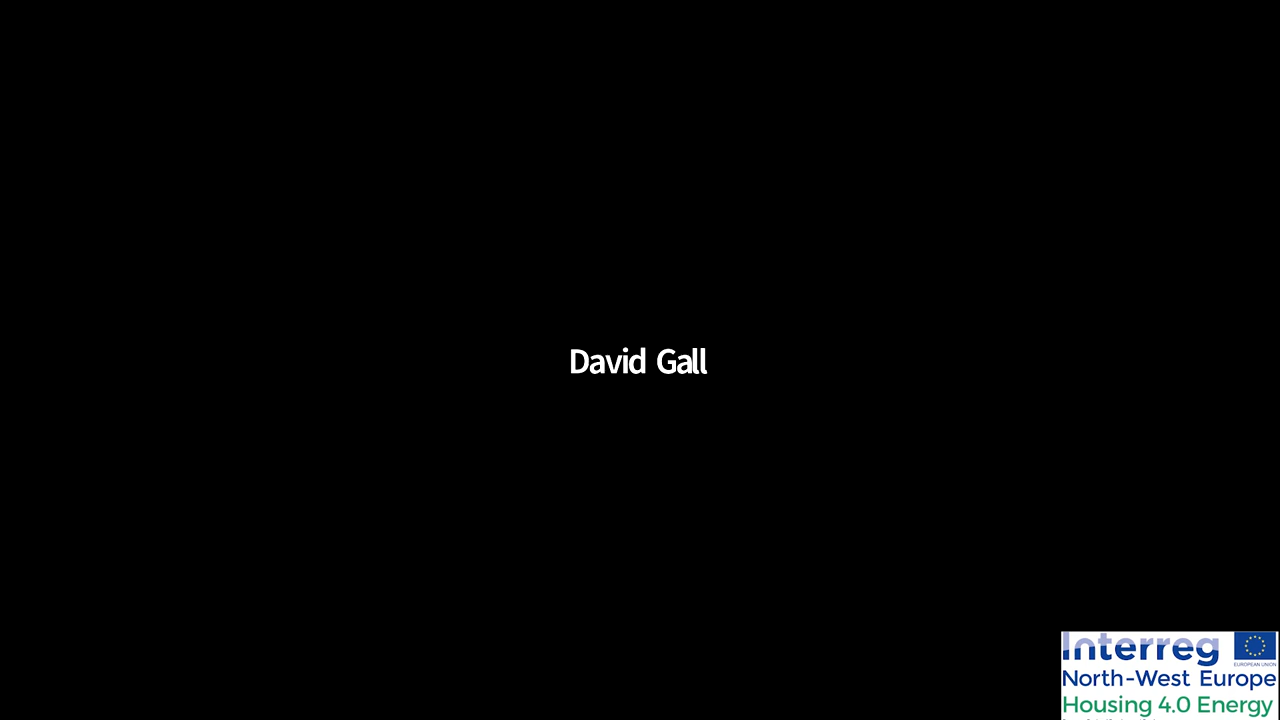 David Gall
Interreg
EUROPEAN UNION
North-West Europe
Housing 4.0 Energy